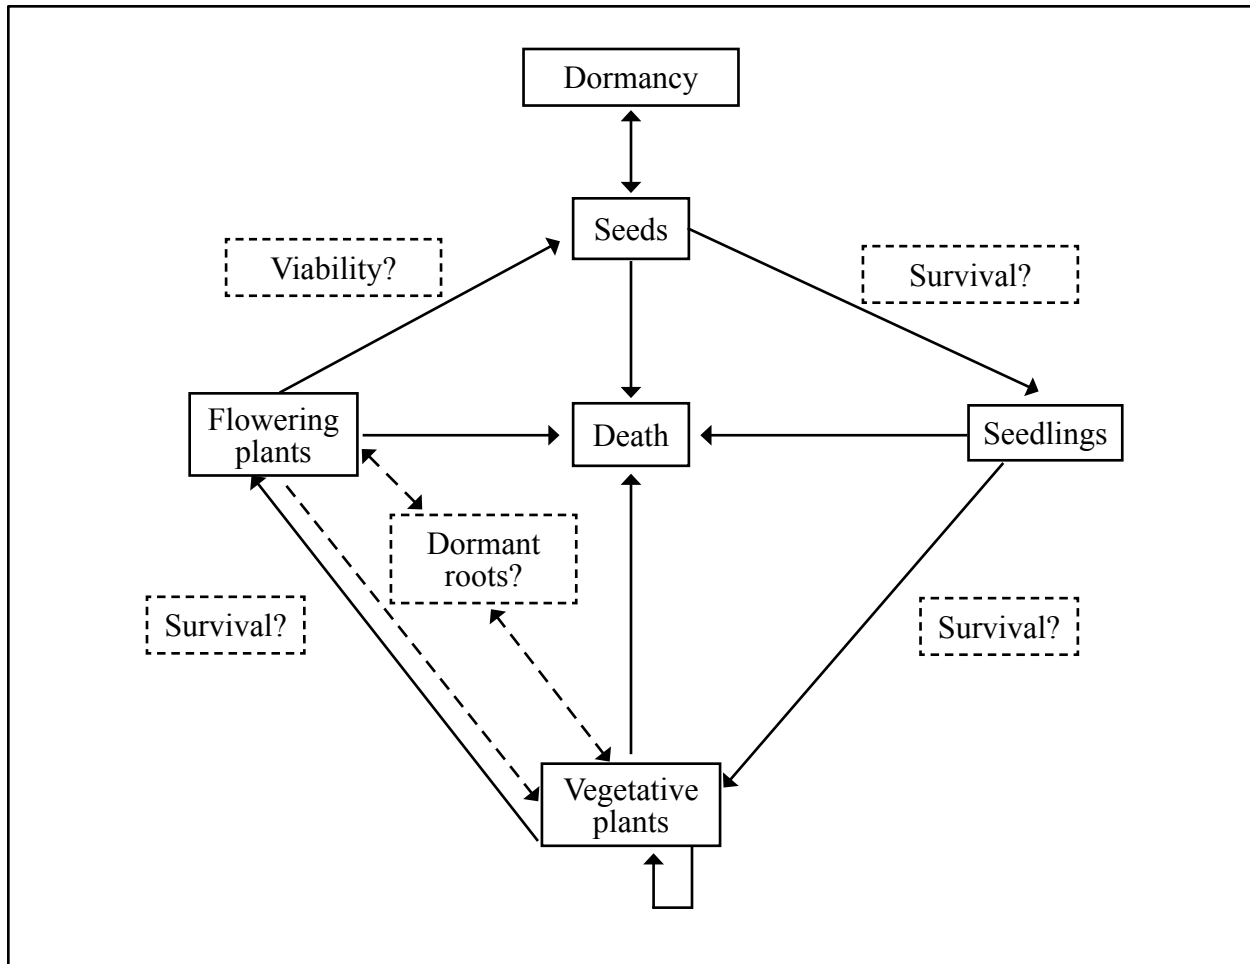 Dormancy
Seeds
Viability?
Survival?
Flowering
plants
Death
Seedlings
Dormant
roots?
Survival?
Survival?
Vegetative
plants